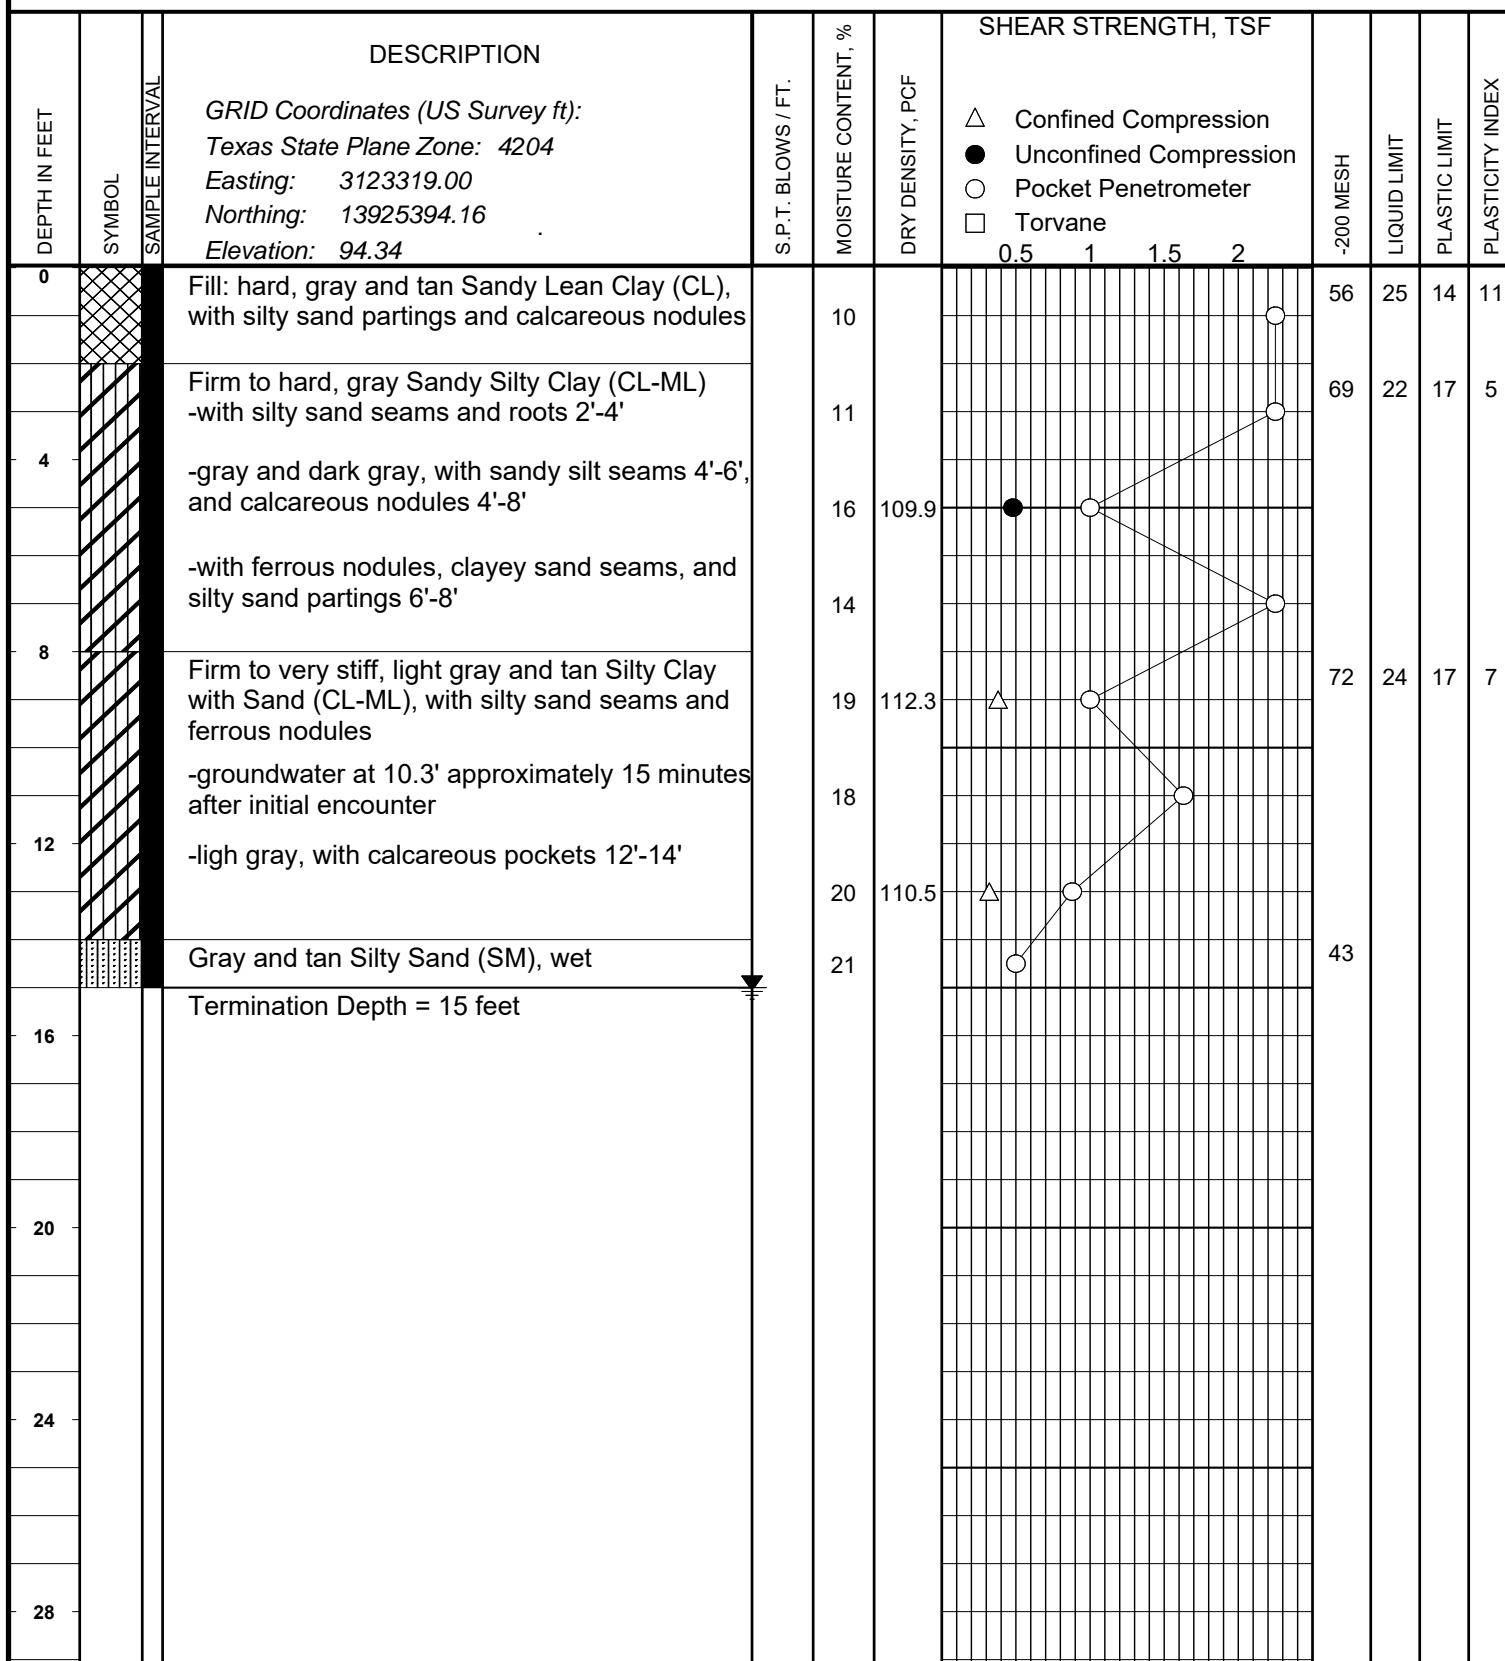 DESCRIPTION
GRID Coordinates (US Survey ft):
Texas State Plane Zone: 4204
Easting: 3123319.00
Northing: 13925394.16
.
Elevation: 94.34
DEPTH IN FEET
SYMBOL
SAMPLE INTERVAL
S.P.T. BLOWS / FT.
MOISTURE CONTENT, %
DRY DENSITY, PCF
SHEAR STRENGTH, TSF
Confined Compression
Unconfined Compression
Pocket Penetrometer
Torvane
0.5 1 1.5 2
-200 MESH
LIQUID LIMIT
PLASTIC LIMIT
PLASTICITY INDEX
0
Fill: hard, gray and tan Sandy Lean Clay (CL),
56 25 14 11
with silty sand partings and calcareous nodules
10
Firm to hard, gray Sandy Silty Clay (CL-ML)
69 22 17 5
-with silty sand seams and roots 2'-4'
11
4
-gray and dark gray, with sandy silt seams 4'-6',
and calcareous nodules 4'-8'
16 109.9
-with ferrous nodules, clayey sand seams, and
silty sand partings 6'-8'
14
8
Firm to very stiff, light gray and tan Silty Clay
72 24 17 7
with Sand (CL-ML), with silty sand seams and
19 112.3
ferrous nodules
-groundwater at 10.3' approximately 15 minutes
after initial encounter
18
12
-ligh gray, with calcareous pockets 12'-14'
20 110.5
Gray and tan Silty Sand (SM), wet
21
43
Termination Depth = 15 feet
16
20
24
28